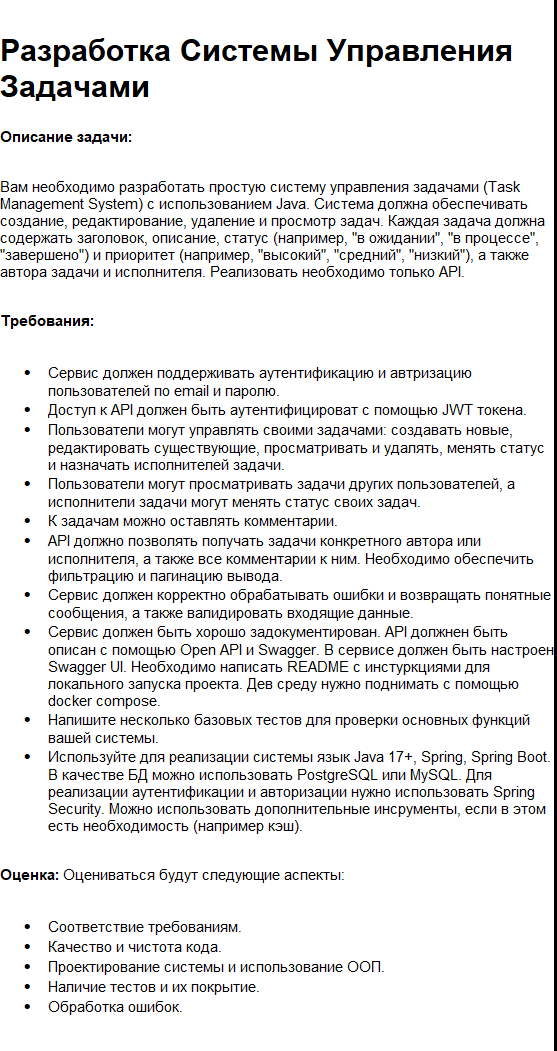 Разработка Системы Управления
Задачами
Описание задачи:
Вам необходимо разработать простую систему управления задачами (Task
Management System) с использованием Java. Система должна обеспечивать
создание, редактирование, удаление и просмотр задач. Каждая задача должна
содержать заголовок, описание, статус (например, "в ожидании", "в процессе",
"завершено") и приоритет (например, "высокий", "средний", "низкий"), а также
автора задачи и исполнителя. Реализовать необходимо только API.
Требования:
• Сервис должен поддерживать аутентификацию и автризацию
пользователей по email и паролю.
• Доступ к API должен быть аутентифицироват с помощью JWT токена.
• Пользователи могут управлять своими задачами: создавать новые,
редактировать существующие, просматривать и удалять, менять статус
и назначать исполнителей задачи.
• Пользователи могут просматривать задачи других пользователей, а
исполнители задачи могут менять статус своих задач.
• К задачам можно оставлять комментарии.
• API должно позволять получать задачи конкретного автора или
исполнителя, а также все комментарии к ним. Необходимо обеспечить
фильтрацию и пагинацию вывода.
• Сервис должен корректно обрабатывать ошибки и возвращать понятные
сообщения, а также валидировать входящие данные.
• Сервис должен быть хорошо задокументирован. API должнен быть
описан с помощью Open API и Swagger. В сервисе должен быть настроен
Swagger UI. Необходимо написать README с инстуркциями для
локального запуска проекта. Дев среду нужно поднимать с помощью
docker compose.
• Напишите несколько базовых тестов для проверки основных функций
вашей системы.
• Используйте для реализации системы язык Java 17+, Spring, Spring Boot.
В качестве БД можно использовать PostgreSQL или MySQL. Для
реализации аутентификации и авторизации нужно использовать Spring
Security. Можно использовать дополнительные инсрументы, если в этом
есть необходимость (например кэш).
Оценка: Оцениваться будут следующие аспекты:
• Соответствие требованиям.
• Качество и чистота кода.
• Проектирование системы и использование ООП.
• Наличие тестов и их покрытие.
• Обработка ошибок.